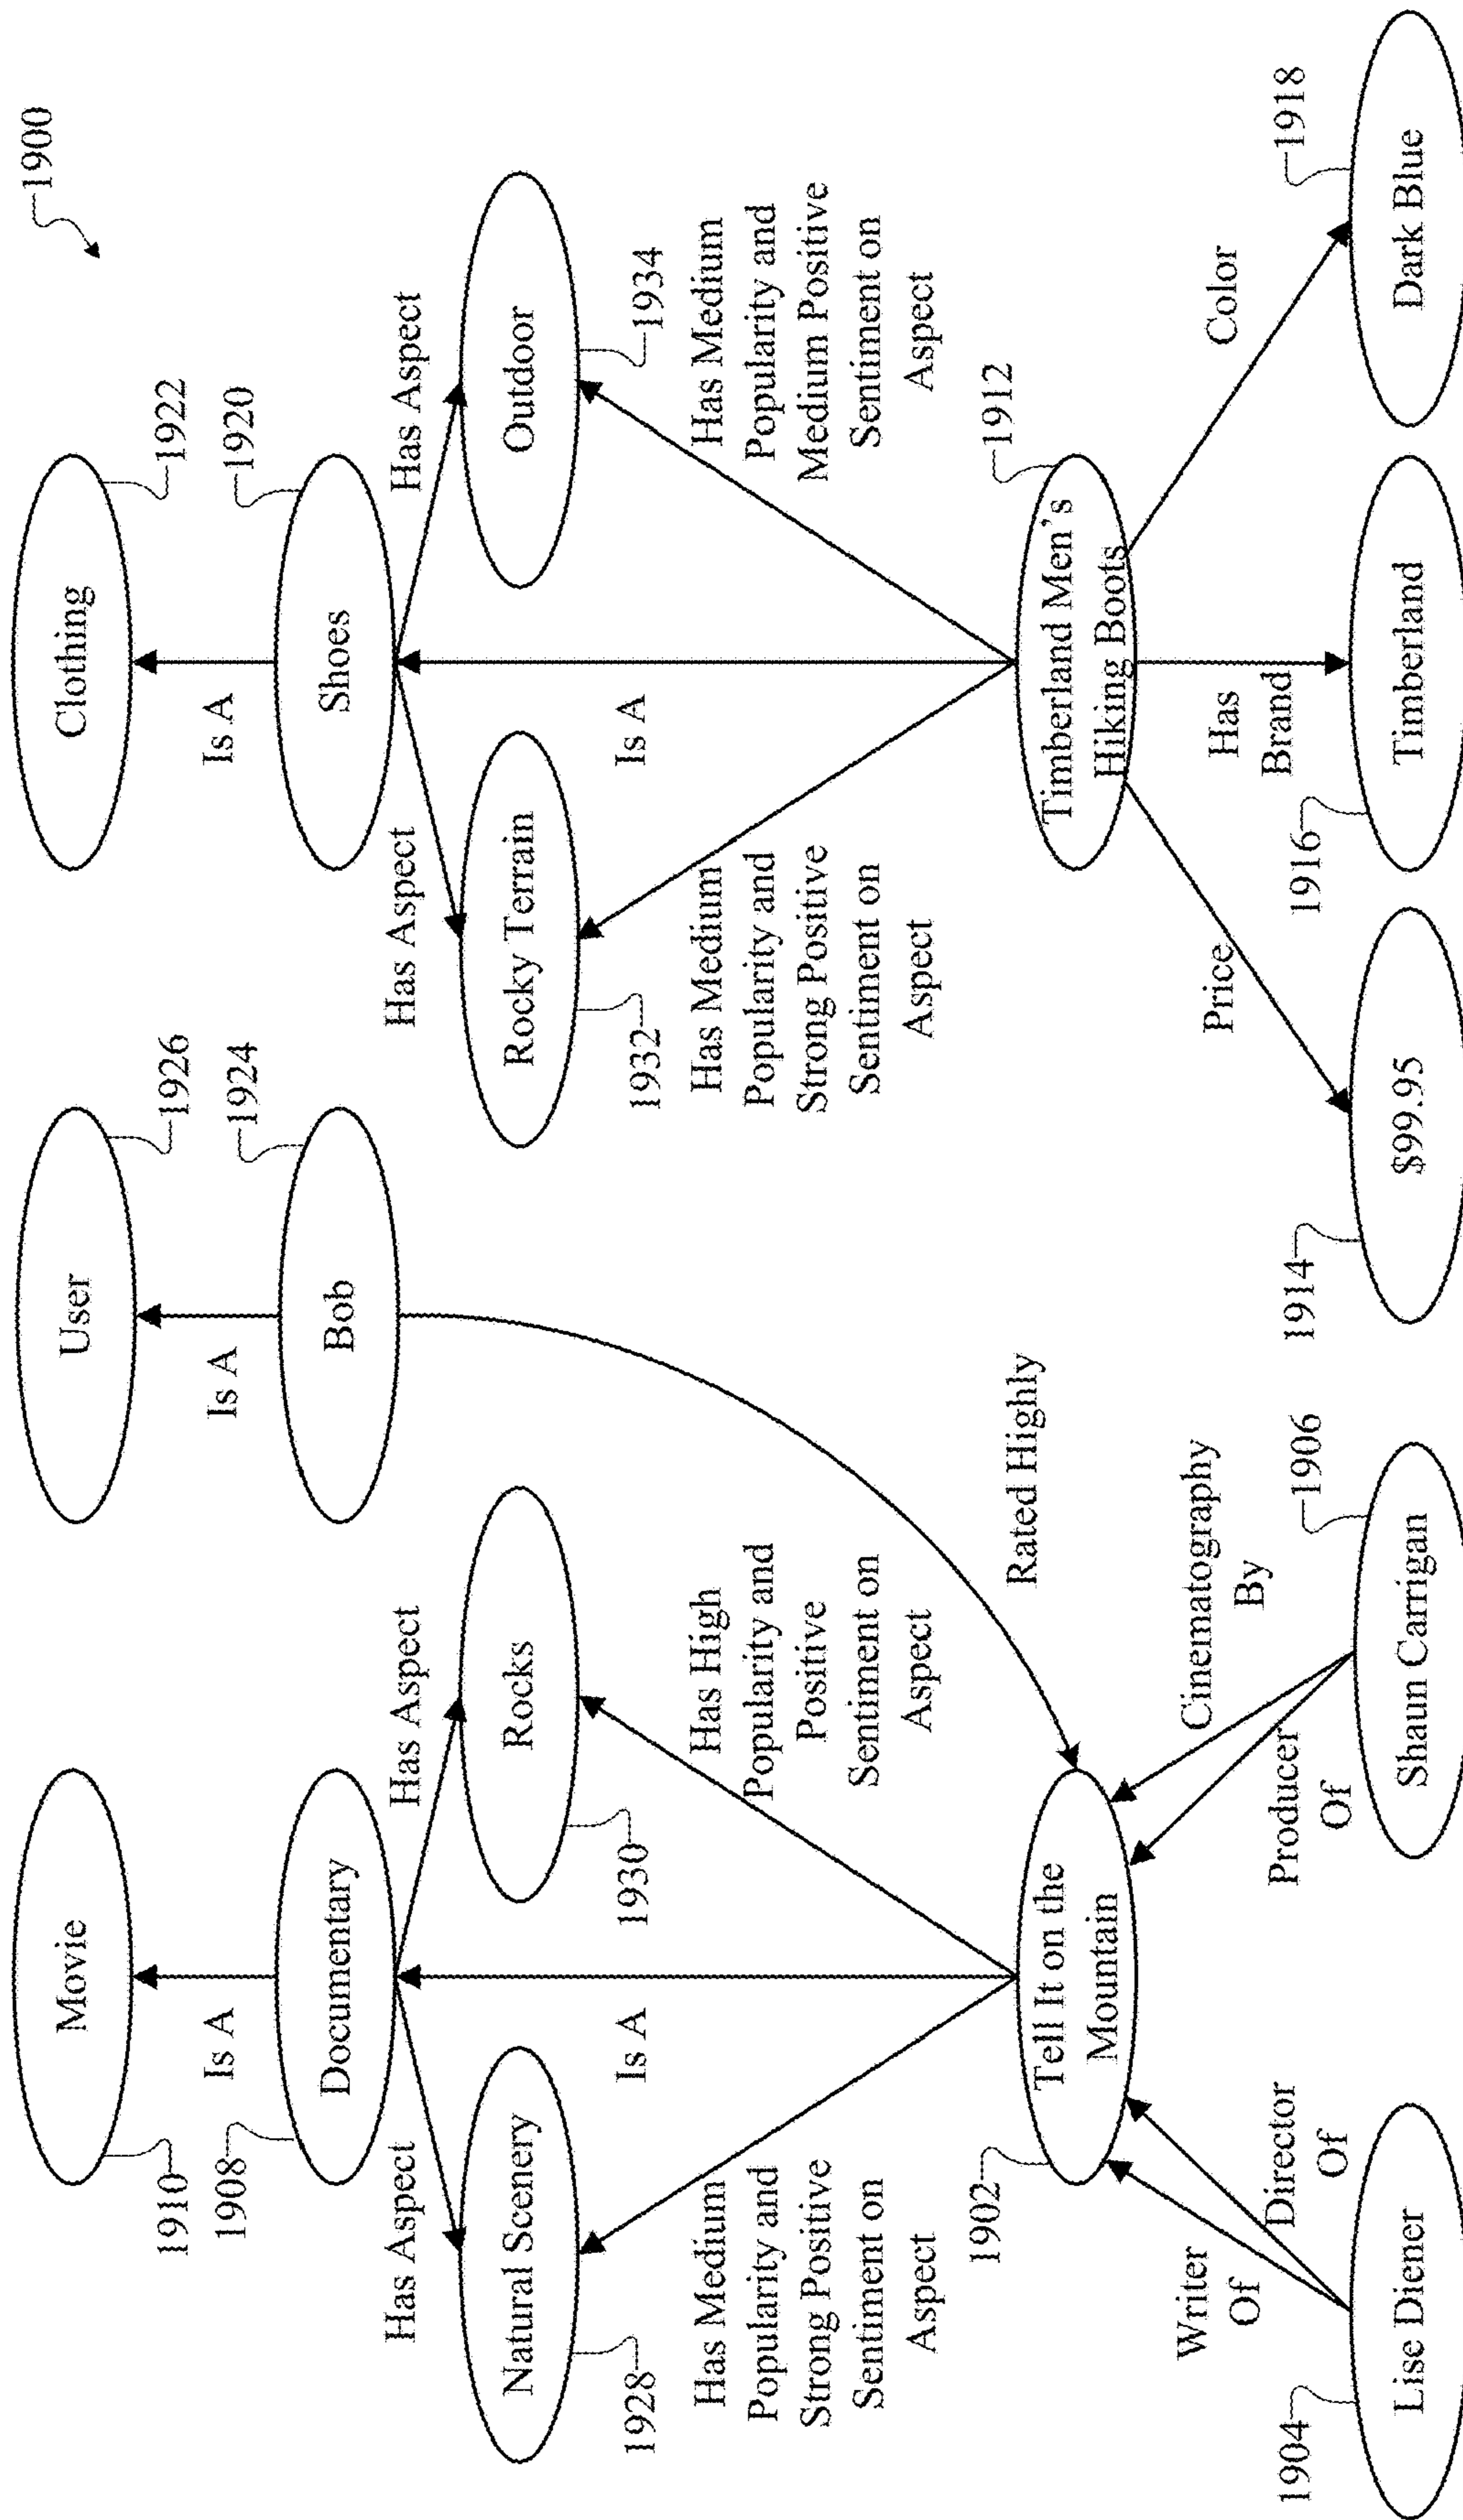 1900
Movie
1910
User
1926
Clothing
1922
Is A
Is A
Is A
1908
Documentary
Bob
1924
Shoes
1920
Has Aspect
Has Aspect
Has Aspect
Has Aspect
Natural Scenery
Rocks
Rocky Terrain
Outdoor
1928
1930
1932
1934
Is A
Is A
Has Medium
Popularity and
Strong Positive
Sentiment on
Aspect
Has High
Popularity and
Positive
Sentiment on
Aspect
Has Medium
Popularity and
Strong Positive
Sentiment on
Aspect
Has Medium
Popularity and
Medium Positive
Sentiment on
Aspect
1902
Tell It on the
Mountain
Rated Highly
1912
Timberland Men's
Hiking Boots
Writer
Of
Director
Of
Producer
Of
Cinematography
By
Price
Has
Brand
Color
1904
Lise Diener
1906
Shaun Carrigan
1914
$99.95
1916
Timberland
1918
Dark Blue